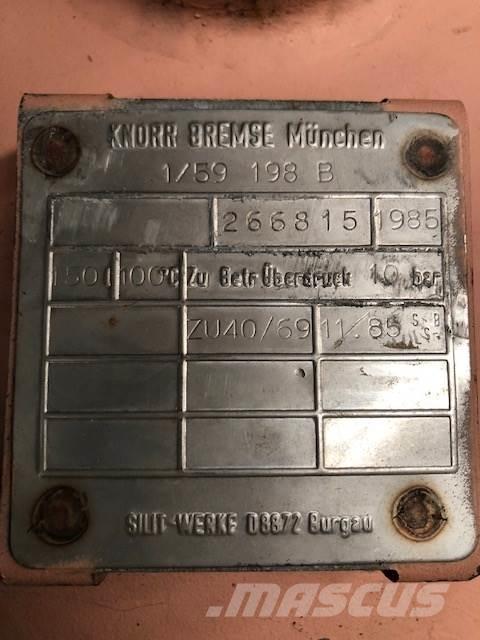 KNORR BREMSE München
1/59 198 B
266815 1985
150 l 100 °C Zu Betr Überdruck 10 bar
ZU40/69 11.85
SILIT-WERKE D8872 Burgau
MASCUS